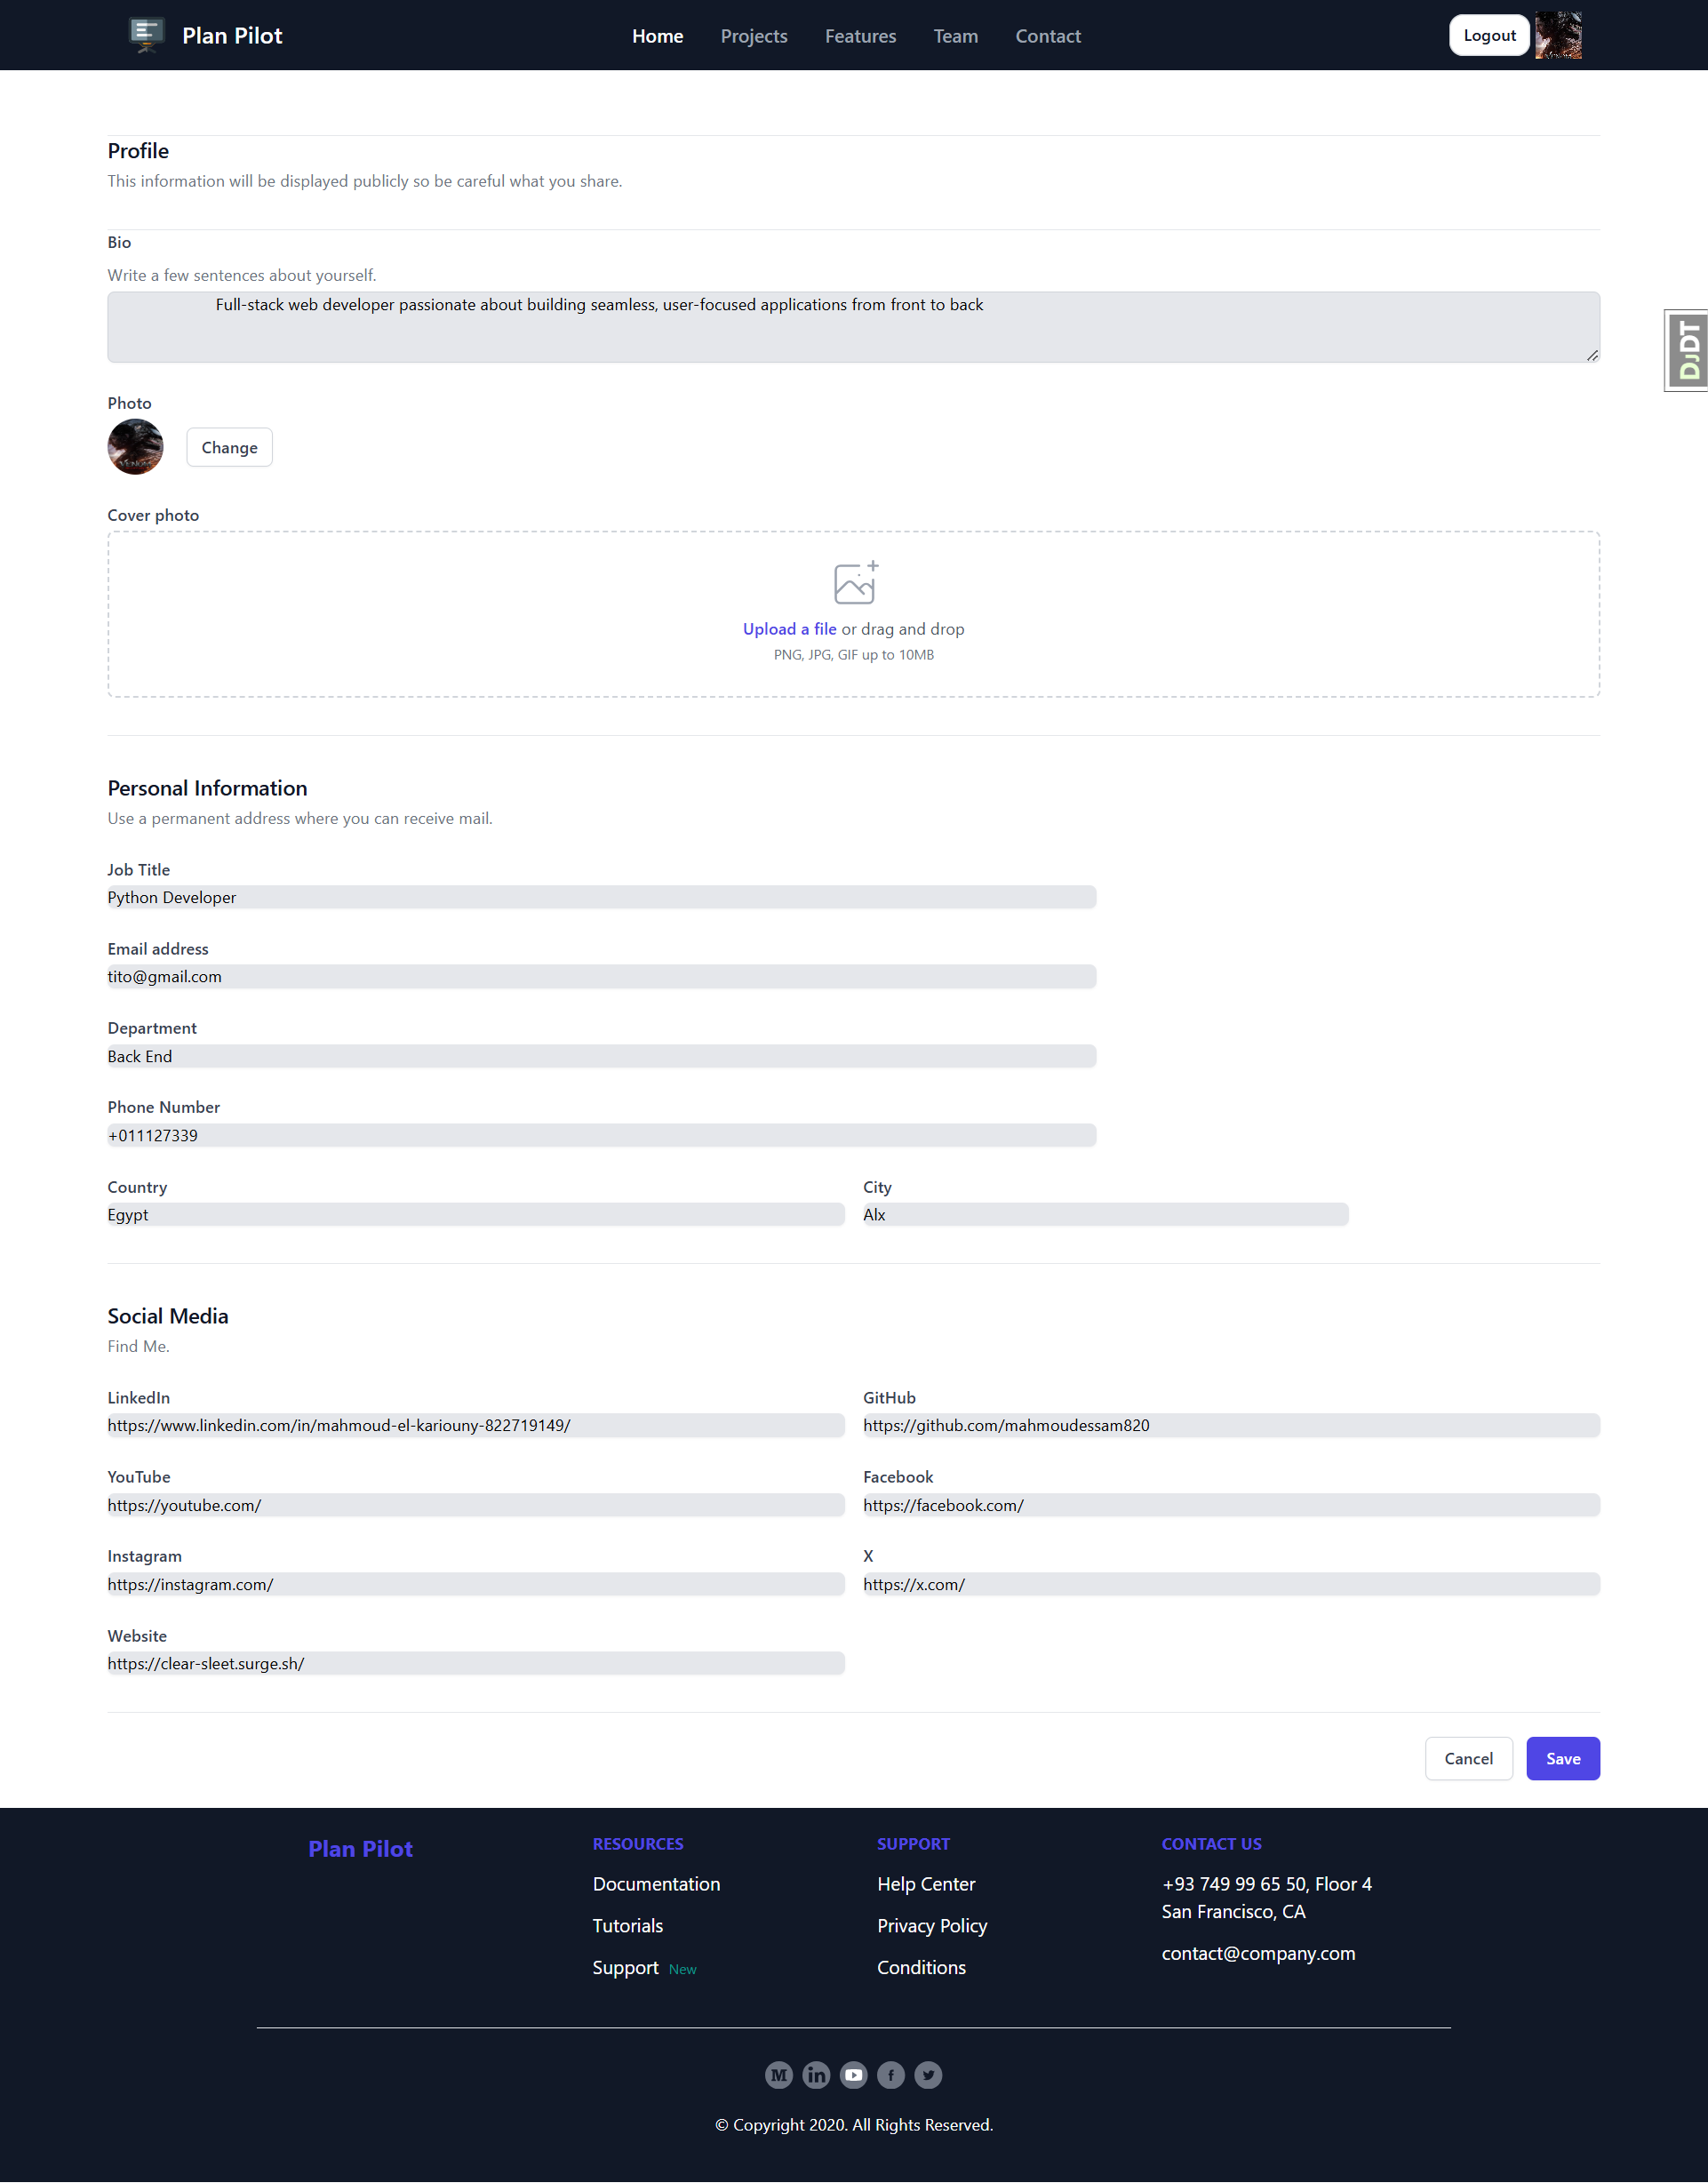 Plan Pilot
Home Projects Features Team Contact
Logout
Profile
This information will be displayed publicly so be careful what you share.
Bio
Write a few sentences about yourself.
Full-stack web developer passionate about building seamless, user-focused applications from front to back
DJDT
Photo
Change
Cover photo
Upload a file or drag and drop
PNG, JPG, GIF up to 10MB
Personal Information
Use a permanent address where you can receive mail.
Job Title
Python Developer
Email address
tito@gmail.com
Department
Back End
Phone Number
+011127339
Country
Egypt
City
Alx
Social Media
Find Me.
LinkedIn
https://www.linkedin.com/in/mahmoud-el-kariouny-822719149/
GitHub
https://github.com/mahmoudessam820
YouTube
https://youtube.com/
Facebook
https://facebook.com/
Instagram
https://instagram.com/
X
https://x.com/
Website
https://clear-sleet.surge.sh/
Cancel Save
Plan Pilot
RESOURCES
Documentation
Tutorials
Support New
SUPPORT
Help Center
Privacy Policy
Conditions
CONTACT US
+93 749 99 65 50, Floor 4
San Francisco, CA
contact@company.com
© Copyright 2020. All Rights Reserved.